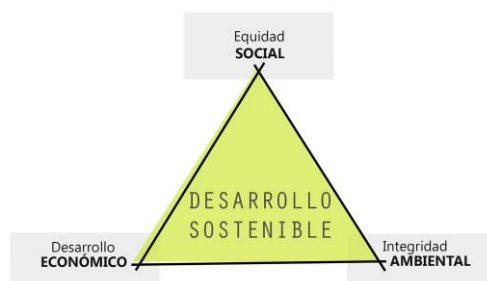 Equidad
SOCIAL
DESARROLLO
SOSTENIBLE
Desarrollo
ECONÓMICO
Integridad
AMBIENTAL